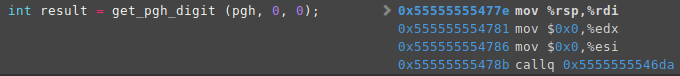 int result = get_pgh_digit (pgh, 0, 0);
0x55555555477e mov %rsp,%rdi
0x555555554781 mov $0x0,%edx
0x555555554786 mov $0x0,%esi
0x55555555478b callq 0x5555555546da